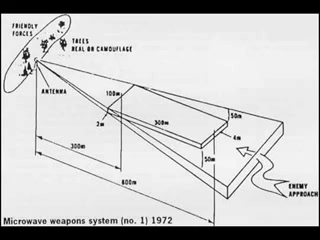 FRIENDLY
FORCES
TREES
REAL OR CAMOUFLAGE
ANTENNA
100m
50m
2m
300m
4m
300m
50m
600m
ENEMY
APPROACH
Microwave weapons system (no. 1) 1972